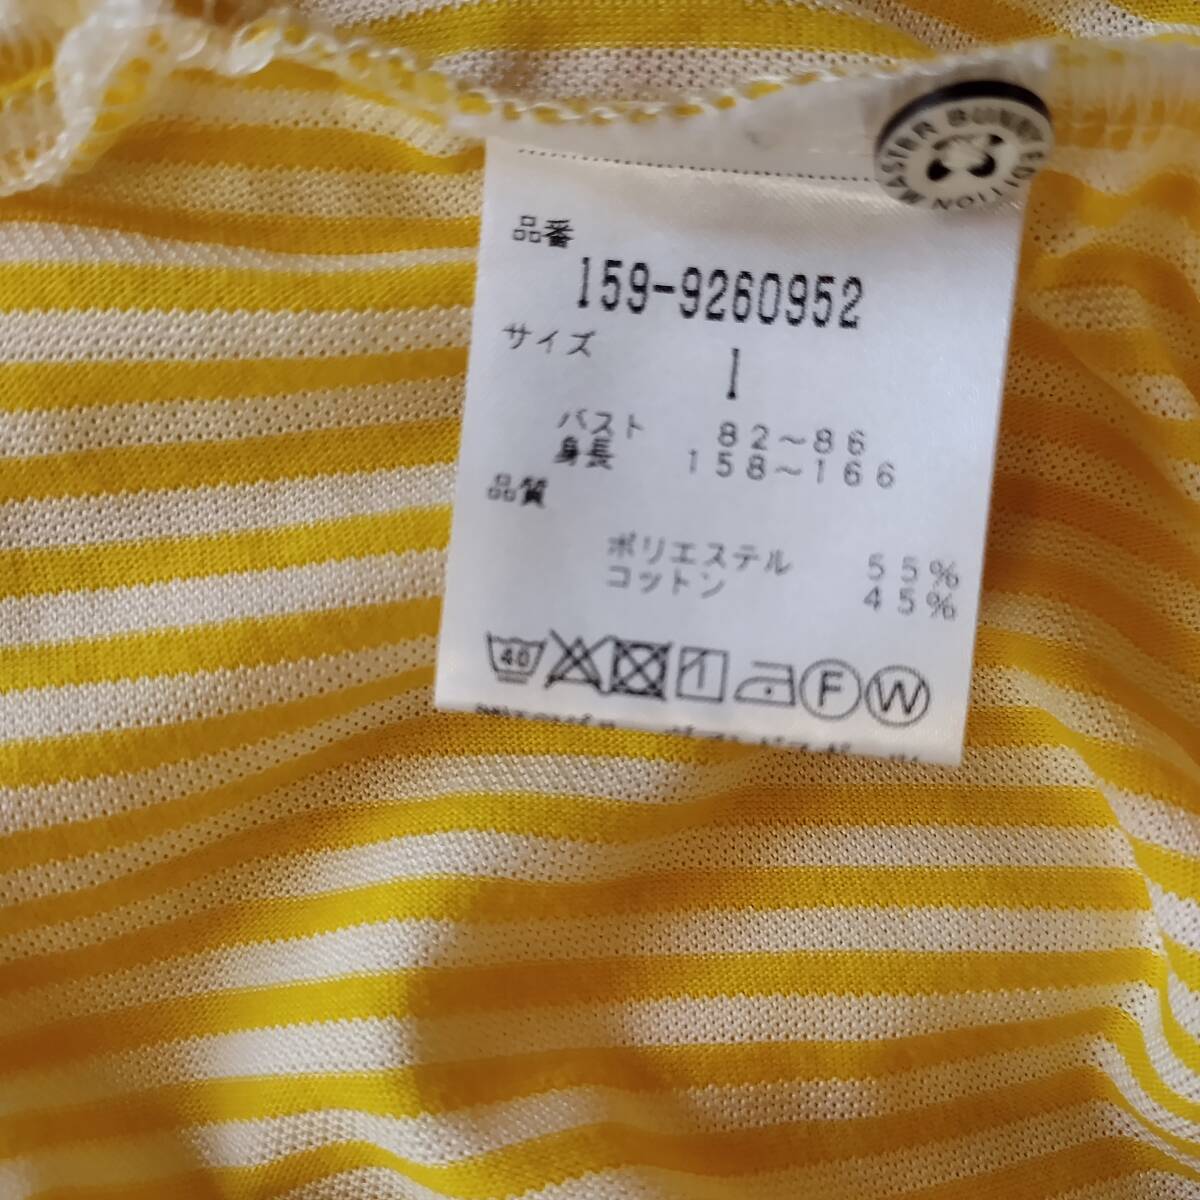 MASTER BUNNY EDITION
品番
159-9260952
サイズ
1
バスト 82~86
身長 158~166
品質
ポリエステル 55%
コットン 45%
40 F W